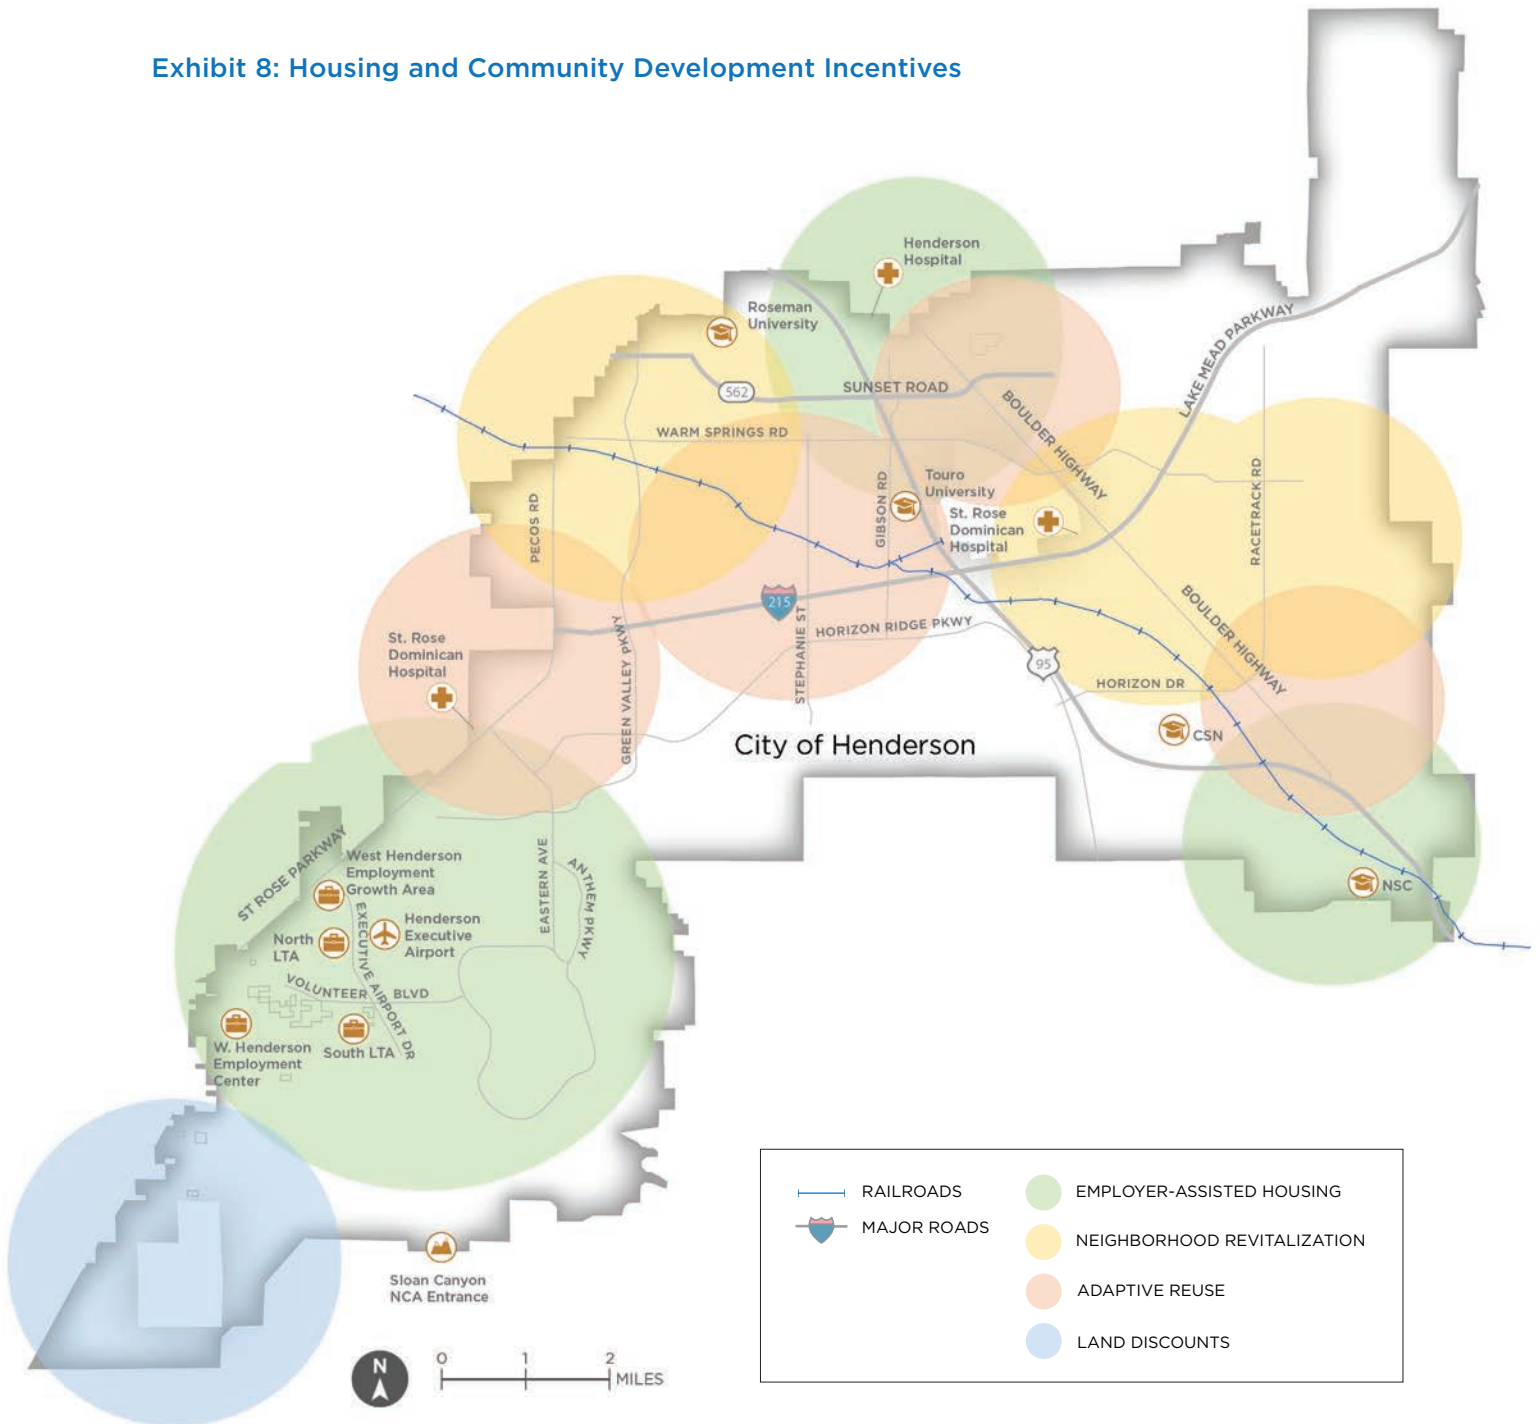 Exhibit 8: Housing and Community Development Incentives
Henderson
Hospital
Roseman
University
LAKE MEAD PARKWAY
562
SUNSET ROAD
BOULDER HIGHWAY
WARM SPRINGS RD
PECOS RD
GIBSON RD
Touro
University
St. Rose
Dominican
Hospital
RACETRACK RD
215
STEPHANIE ST
HORIZON RIDGE PKWY
GREEN VALLEY PKWY
BOULDER HIGHWAY
St. Rose
Dominican
Hospital
95
HORIZON DR
CSN
City of Henderson
ST ROSE PARKWAY
West Henderson
Employment
Growth Area
EASTERN AVE
ANTHEM PKWY
NSC
EXECUTIVE AIRPORT DR
Henderson
Executive
Airport
North
LTA
VOLUNTEER BLVD
W. Henderson
Employment
Center
South LTA
Sloan Canyon
NCA Entrance
N
0 1 2
MILES
RAILROADS
MAJOR ROADS
EMPLOYER-ASSISTED HOUSING
NEIGHBORHOOD REVITALIZATION
ADAPTIVE REUSE
LAND DISCOUNTS